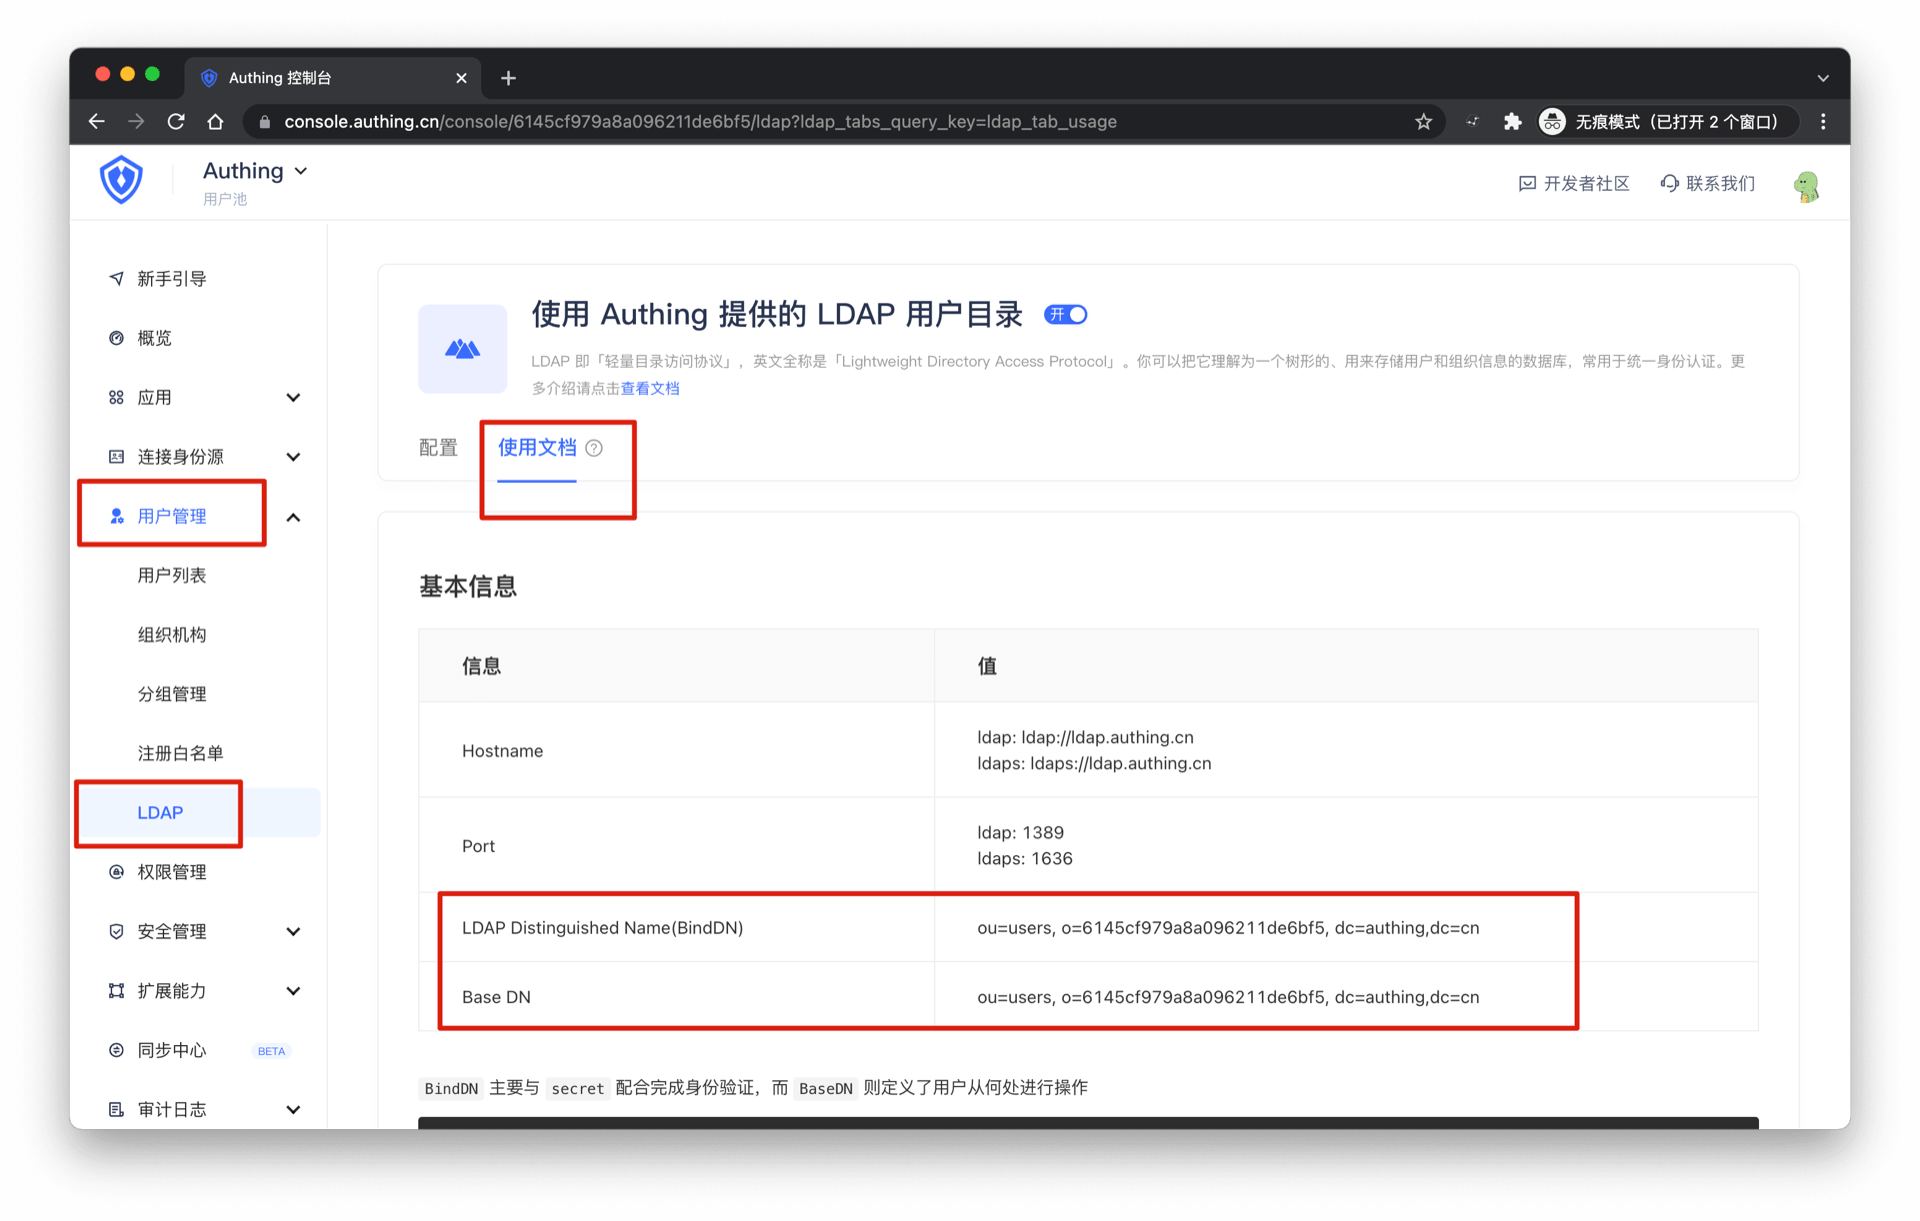 Authing 控制台
console.authing.cn/console/6145cf979a8a096211de6bf5/ldap?ldap_tabs_query_key=ldap_tab_usage
无痕模式（已打开 2 个窗口）
Authing
用户池
开发者社区
联系我们
新手引导
概览
应用
连接身份源
用户管理
用户列表
组织机构
分组管理
注册白名单
LDAP
权限管理
安全管理
扩展能力
同步中心 BETA
审计日志
使用 Authing 提供的 LDAP 用户目录 开
LDAP 即「轻量目录访问协议」，英文全称是「Lightweight Directory Access Protocol」。你可以把它理解为一个树形的、用来存储用户和组织信息的数据库，常用于统一身份认证。更
多介绍请点击查看文档
配置 使用文档
基本信息
信息 值
Hostname
ldap: ldap://ldap.authing.cn
ldaps: ldaps://ldap.authing.cn
Port
ldap: 1389
ldaps: 1636
LDAP Distinguished Name(BindDN) ou=users, o=6145cf979a8a096211de6bf5, dc=authing,dc=cn
Base DN ou=users, o=6145cf979a8a096211de6bf5, dc=authing,dc=cn
BindDN 主要与 secret 配合完成身份验证，而 BaseDN 则定义了用户从何处进行操作